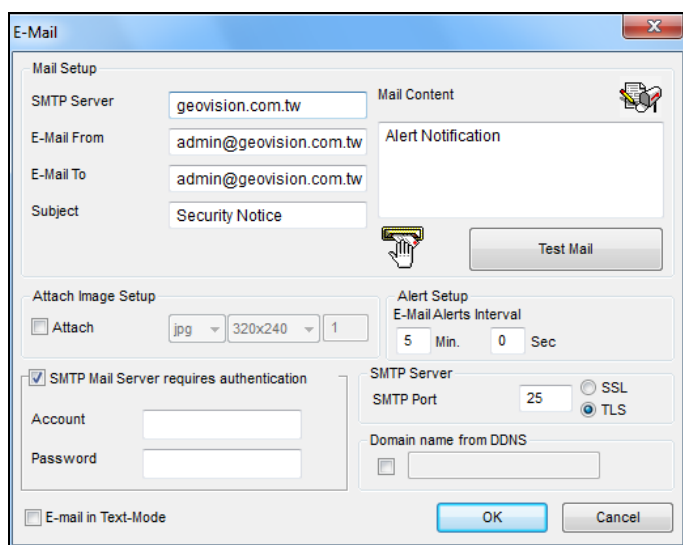 E-Mail
Mail Setup
SMTP Server
geovision.com.tw
E-Mail From
admin@geovision.com.tw
E-Mail To
admin@geovision.com.tw
Subject
Security Notice
Mail Content
Alert Notification
Test Mail
Attach Image Setup
Attach
jpg
320x240
1
Alert Setup
E-Mail Alerts Interval
5 Min. 0 Sec
SMTP Mail Server requires authentication
Account
Password
SMTP Server
SMTP Port
25
SSL
TLS
Domain name from DDNS
E-mail in Text-Mode
OK
Cancel